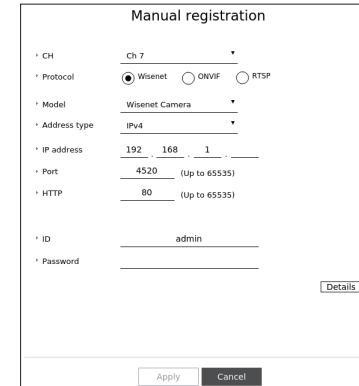 Manual registration
CH Ch 7
Protocol Wisenet ONVIF RTSP
Model Wisenet Camera
Address type IPv4
IP address 192 . 168 . 1 .
Port 4520 (Up to 65535)
HTTP 80 (Up to 65535)
ID admin
Password
Details
Apply Cancel